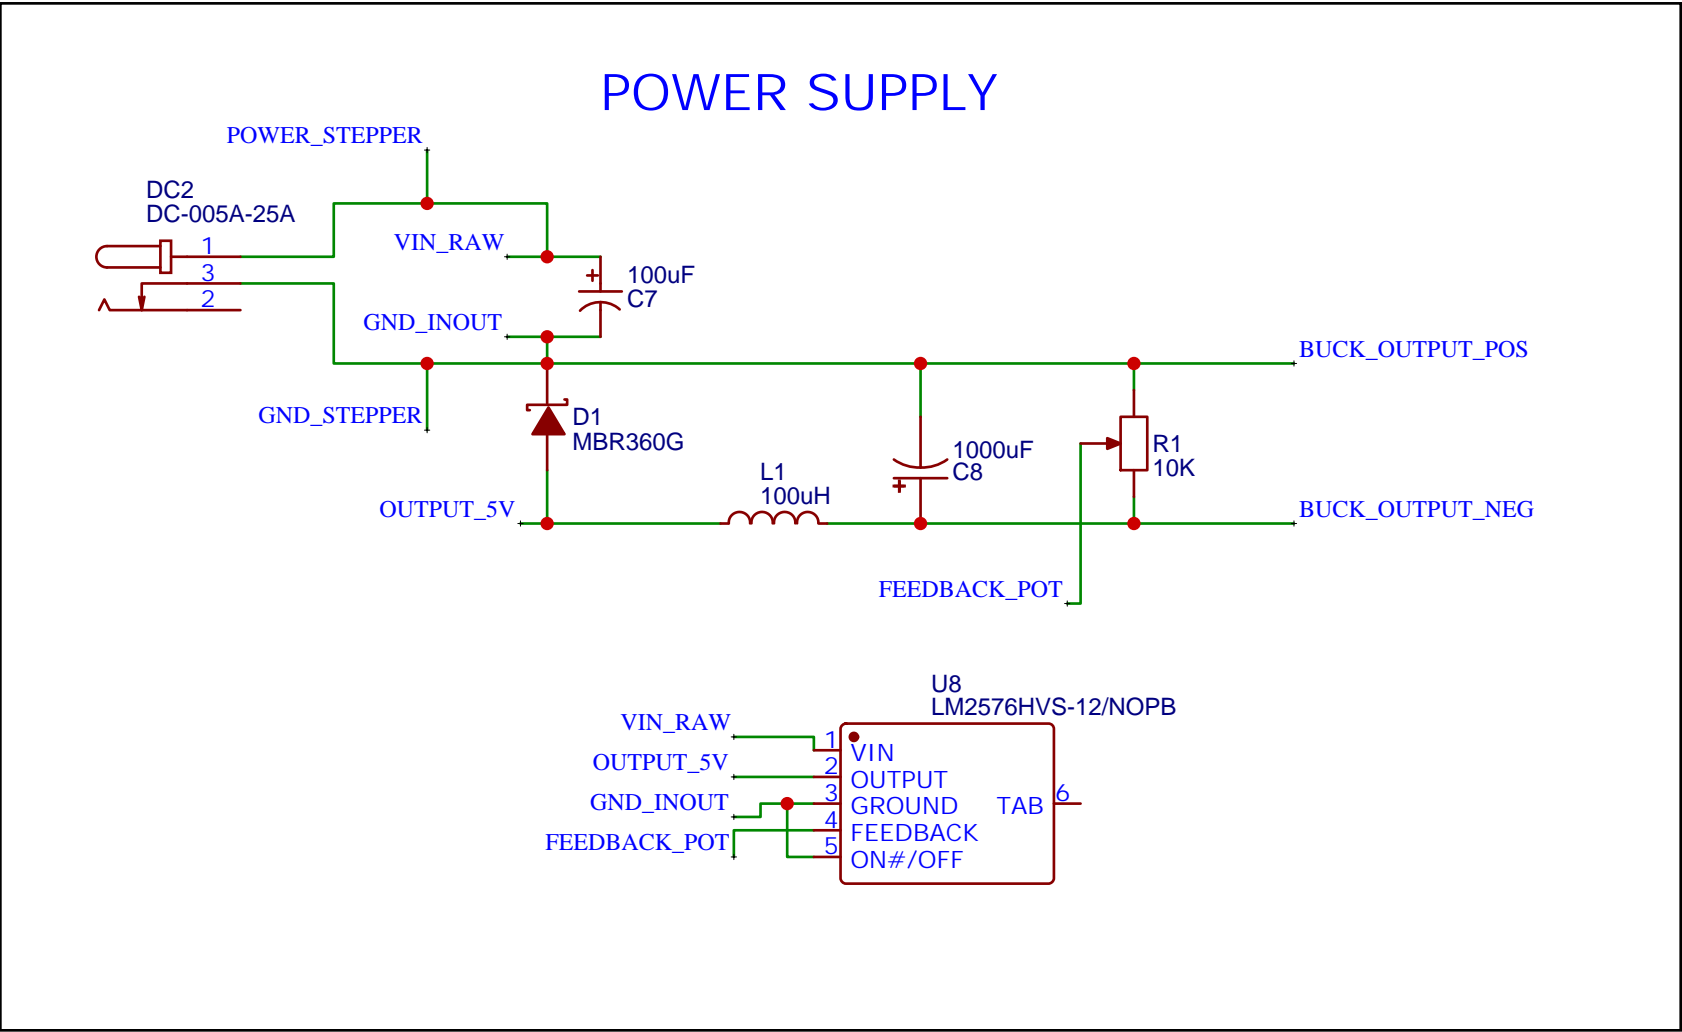 POWER SUPPLY
POWER_STEPPER
DC2
DC-005A-25A
1
3
2
VIN_RAW
+
100uF
C7
GND_INOUT
BUCK_OUTPUT_POS
GND_STEPPER
D1
MBR360G
1000uF
C8
+
R1
10K
L1
100uH
OUTPUT_5V
BUCK_OUTPUT_NEG
FEEDBACK_POT
U8
LM2576HVS-12/NOPB
VIN_RAW
1
VIN
OUTPUT_5V
2
OUTPUT
GND_INOUT
3
GROUND
TAB
6
FEEDBACK_POT
4
FEEDBACK
5
ON#/OFF